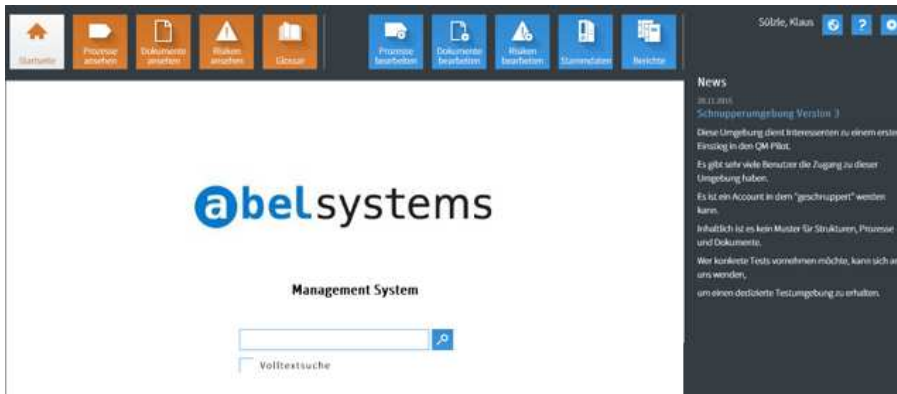 Startseite
Prozesse
ansehen
Dokumente
ansehen
Risiken
ansehen
Glossar
Prozesse
bearbeiten
Dokumente
bearbeiten
Risiken
bearbeiten
Stammdaten
Berichte
Sülzle, Klaus
?
abelsystems
Management System
Volltextsuche
News
20.11.2015
Schnupperumgebung Version 3
Diese Umgebung dient Interessenten zu einem ersten
Einstieg in den QM-Pilot.
Es gibt sehr viele Benutzer die Zugang zu dieser
Umgebung haben.
Es ist ein Account in dem "geschnuppert" werden
kann.
Inhaltlich ist es kein Muster für Strukturen, Prozesse
und Dokumente.
Wer konkrete Tests vornehmen möchte, kann sich an
uns wenden,
um einen dedizierte Testumgebung zu erhalten.